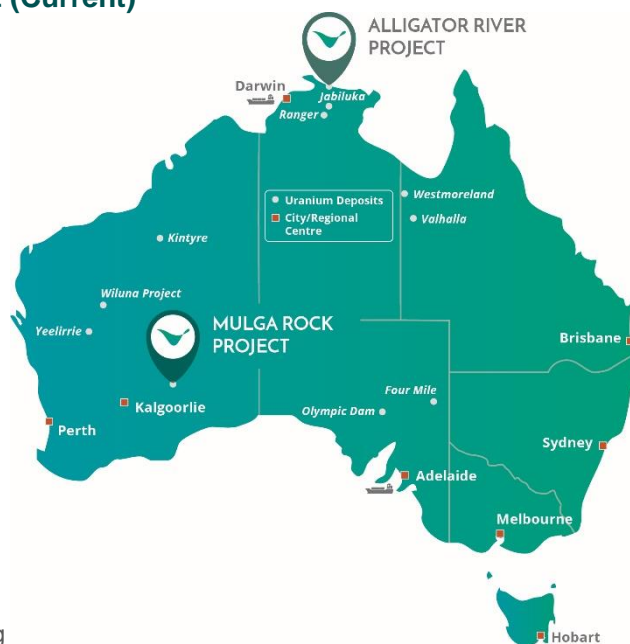 (Current)
ALLIGATOR RIVER
PROJECT
Darwin
Jabiluka
Ranger
Uranium Deposits
City/Regional
Centre
Westmoreland
Valhalla
Kintyre
Wiluna Project
Yeelirrie
MULGA ROCK
PROJECT
Brisbane
Kalgoorlie
Four Mile
Olympic Dam
Perth
Sydney
Adelaide
Melbourne
Hobart